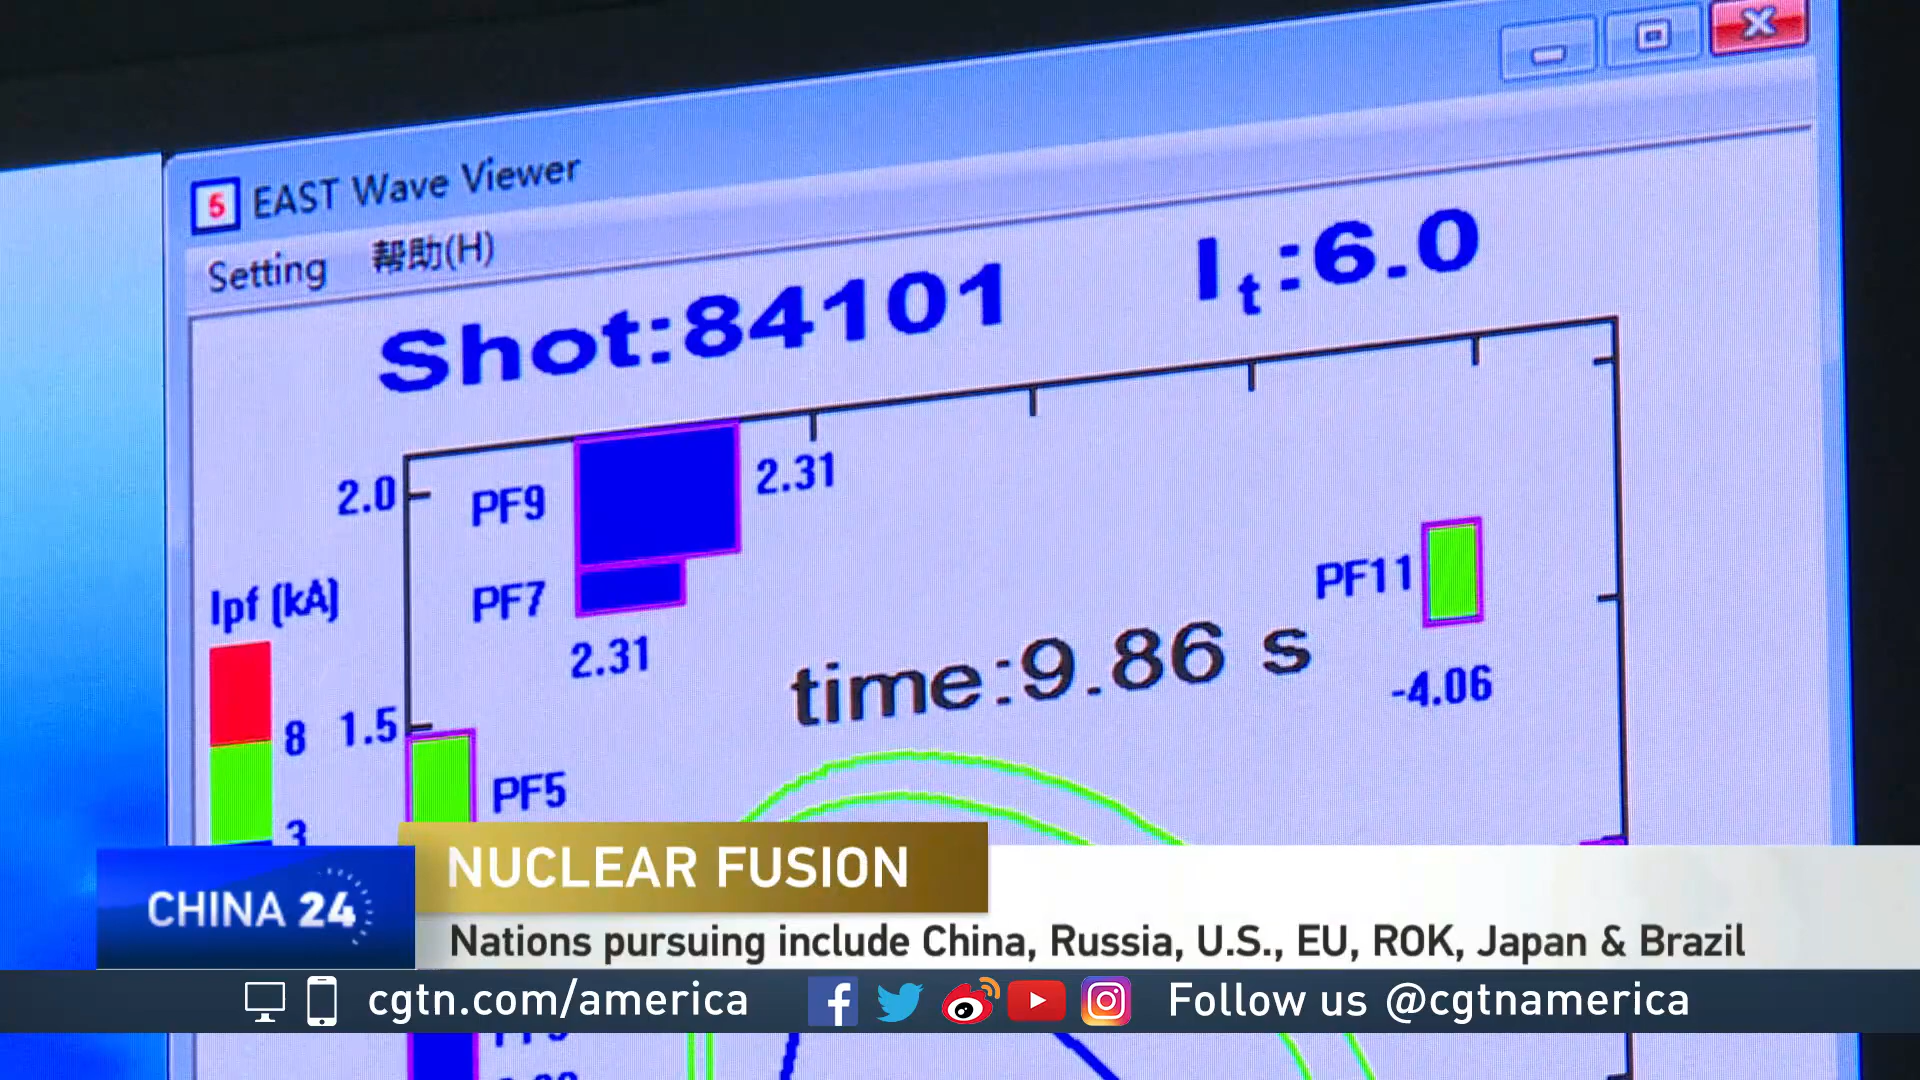 5 EAST Wave Viewer
Setting 帮助(H)
Shot:84101 It:6.0
2.0
PF9
2.31
PF7
2.31
PF11
-4.06
time:9.86 s
Ipf (kA)
8
3
1.5
PF5
NUCLEAR FUSION
CHINA 24
Nations pursuing include China, Russia, U.S., EU, ROK, Japan & Brazil
cgtn.com/america
Follow us @cgtnamerica